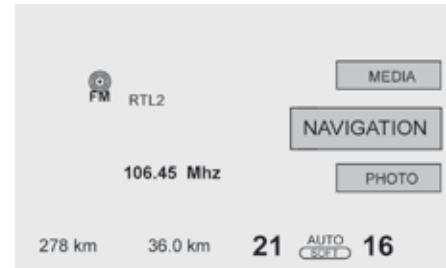 MEDIA
FM RTL2
NAVIGATION
106.45 Mhz
PHOTO
278 km 36.0 km 21 AUTO SOFT 16